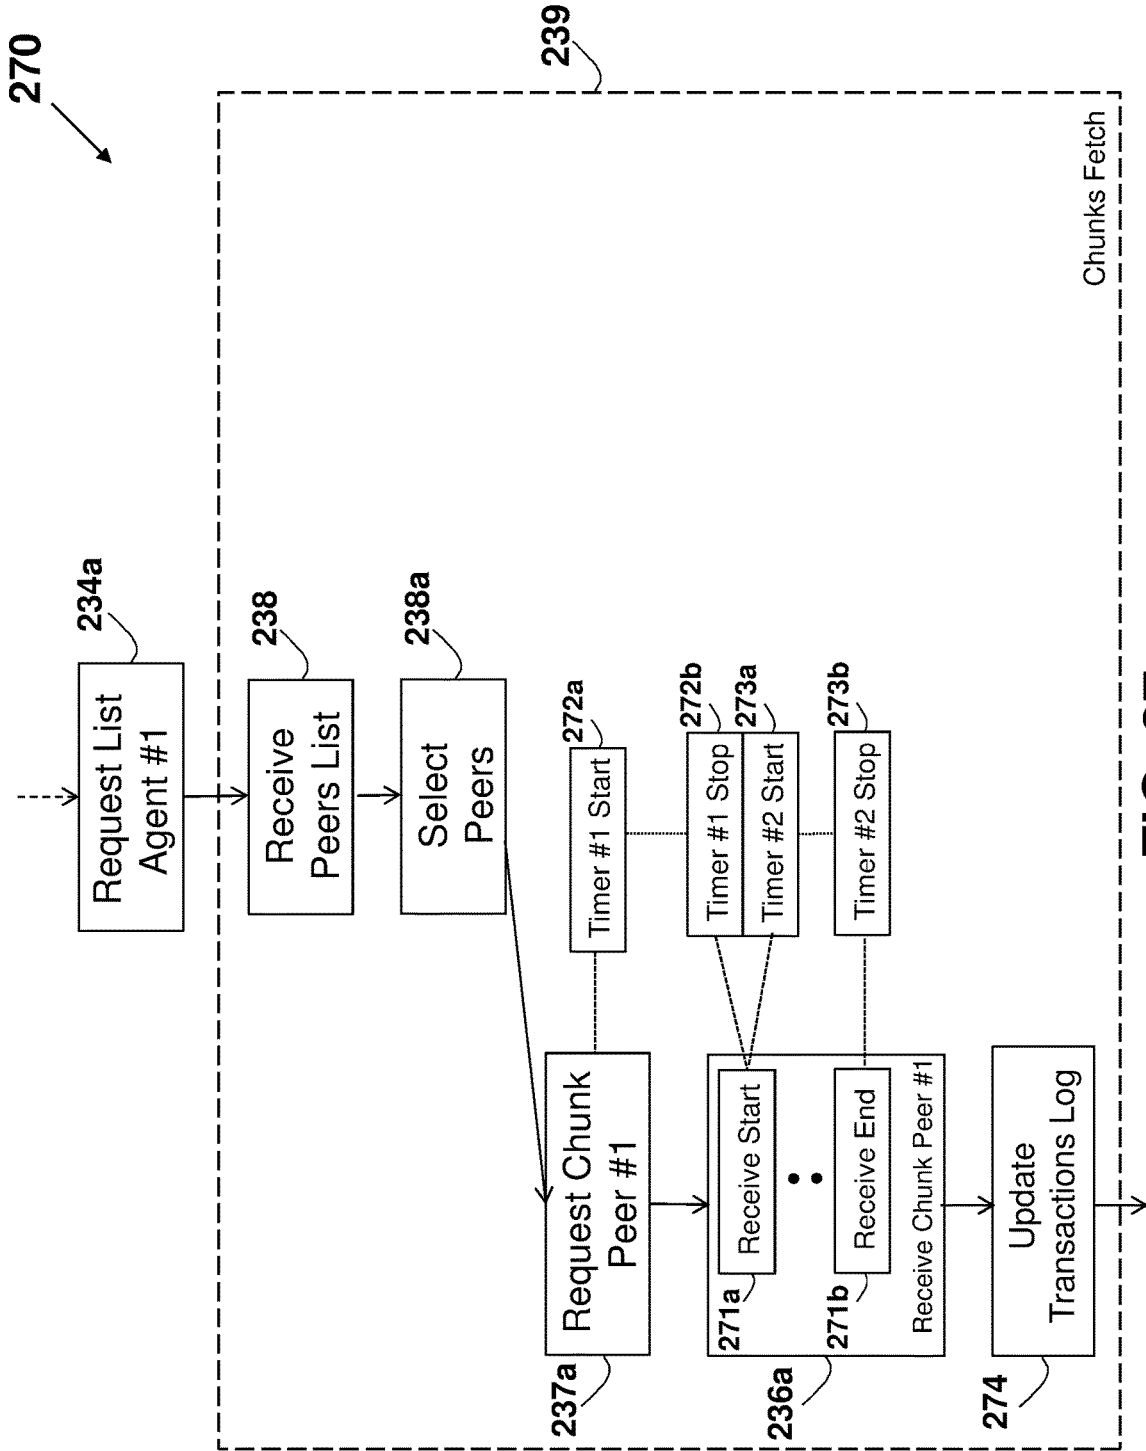 270
239
234a
Request List
Agent #1
238
Receive
Peers List
238a
Select
Peers
237a
Request Chunk
Peer #1
272a
Timer #1 Start
272b
Timer #1 Stop
273a
Timer #2 Start
273b
Timer #2 Stop
236a
271a
Receive Start
271b
Receive End
Receive Chunk Peer #1
274
Update
Transactions Log
Chunks Fetch